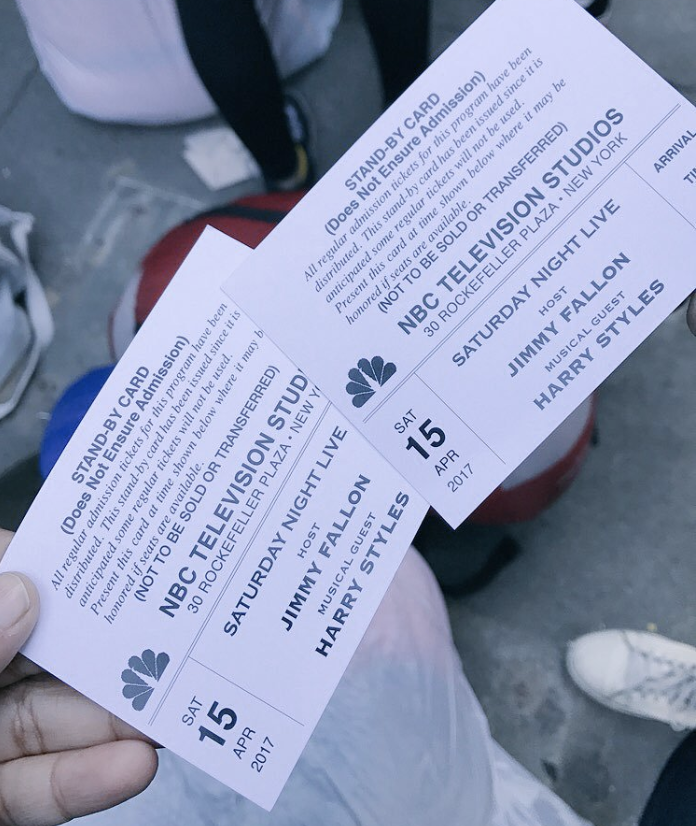 STAND-BY CARD
(Does Not Ensure Admission)
All regular admission tickets for this program have been
distributed. This stand-by card has been issued since it is
anticipated some regular tickets will not be used.
Present this card at time shown below where it may be
honored if seats are available.
(NOT TO BE SOLD OR TRANSFERRED)
NBC TELEVISION STUDIOS
30 ROCKEFELLER PLAZA • NEW YORK
ARRIVAL
SATURDAY NIGHT LIVE
HOST
JIMMY FALLON
MUSICAL GUEST
HARRY STYLES
SAT
15
APR
2017
STAND-BY CARD
(Does Not Ensure Admission)
All regular admission tickets for this program have been
distributed. This stand-by card has been issued since it is
anticipated some regular tickets will not be used.
Present this card at time shown below where it may b
honored if seats are available.
(NOT TO BE SOLD OR TRANSFERRED)
NBC TELEVISION STUD
30 ROCKEFELLER PLAZA • NEW Y
SATURDAY NIGHT LIVE
HOST
JIMMY FALLON
MUSICAL GUEST
HARRY STYLES
SAT
15
APR
2017